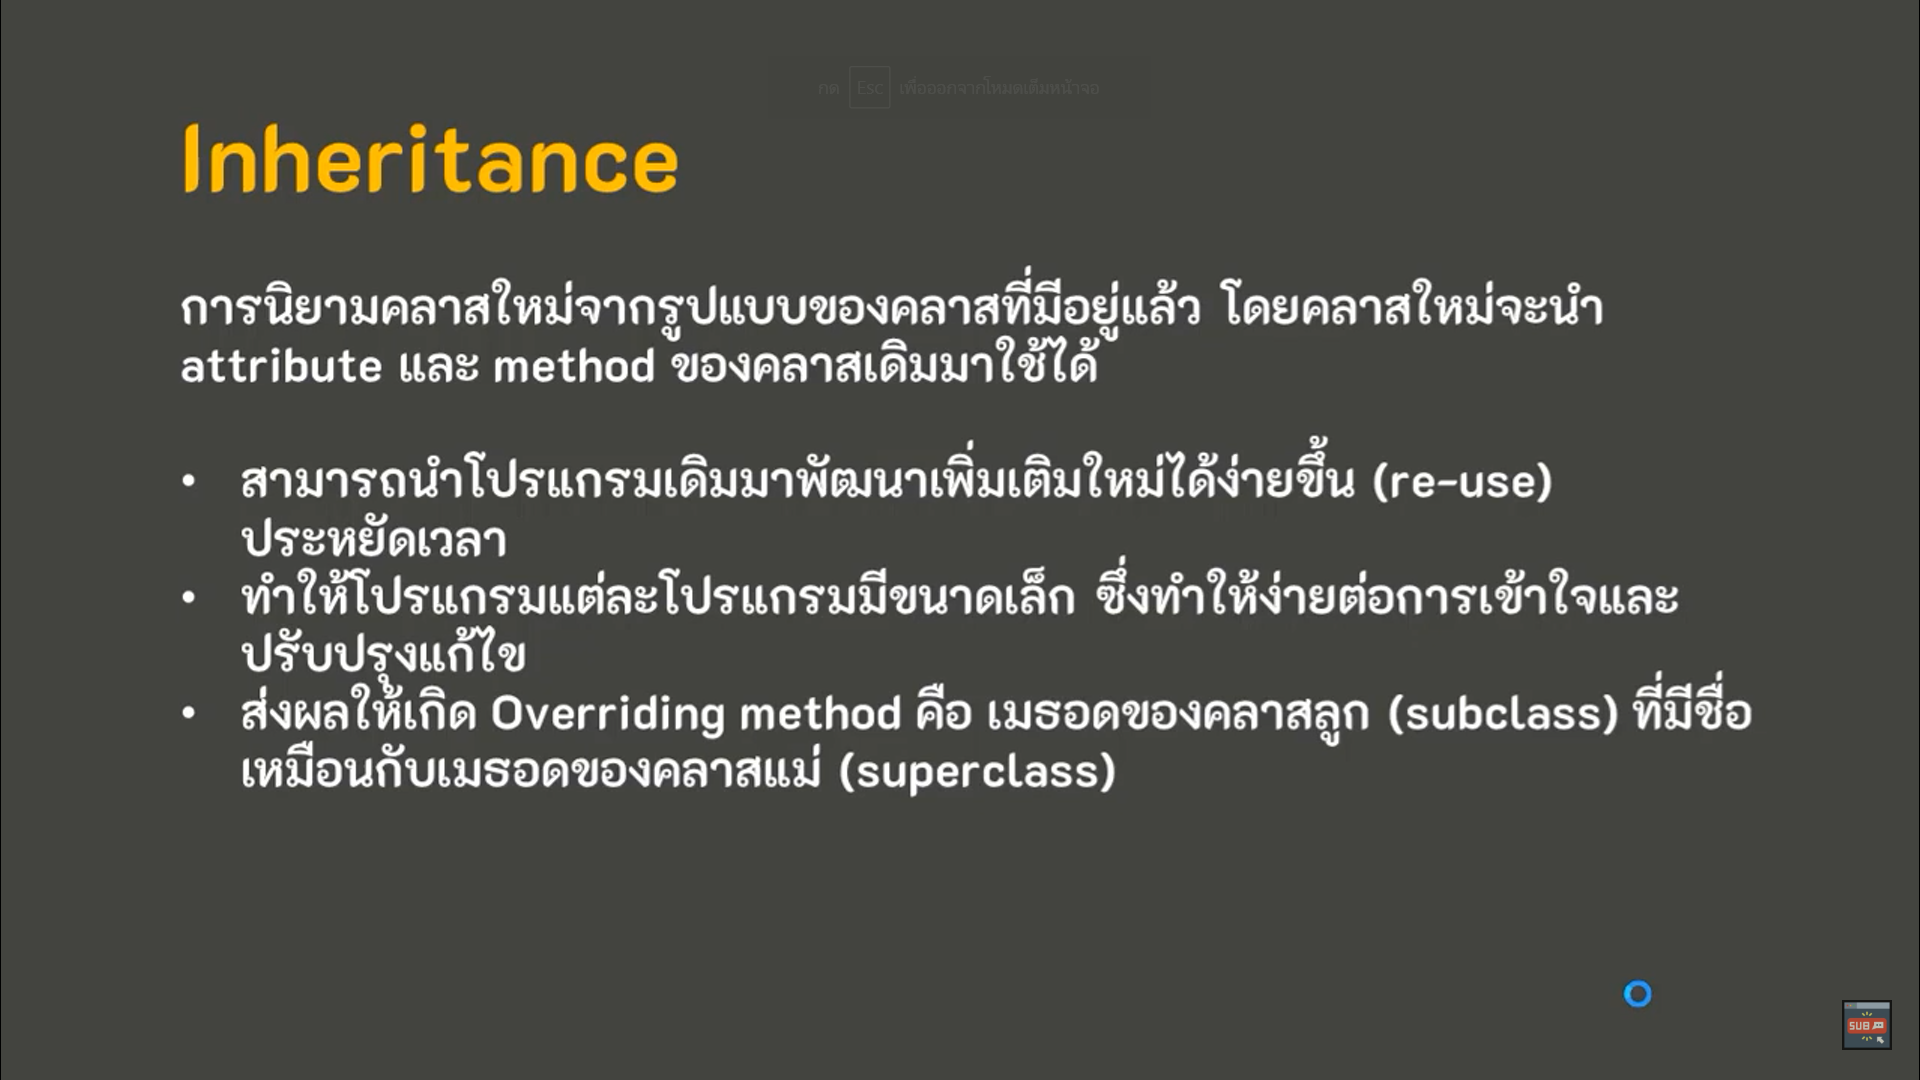 กด Esc เพื่อออกจากโหมดเต็มหน้าจอ
Inheritance
การนิยามคลาสใหม่จากรูปแบบของคลาสที่มีอยู่แล้ว โดยคลาสใหม่จะนำ
attribute และ method ของคลาสเดิมมาใช้ได้
• สามารถนำโปรแกรมเดิมมาพัฒนาเพิ่มเติมใหม่ได้ง่ายขึ้น (re-use)
ประหยัดเวลา
• ทำให้โปรแกรมแต่ละโปรแกรมมีขนาดเล็ก ซึ่งทำให้ง่ายต่อการเข้าใจและ
ปรับปรุงแก้ไข
• ส่งผลให้เกิด Overriding method คือ เมธอดของคลาสลูก (subclass) ที่มีชื่อ
เหมือนกับเมธอดของคลาสแม่ (superclass)
SUB